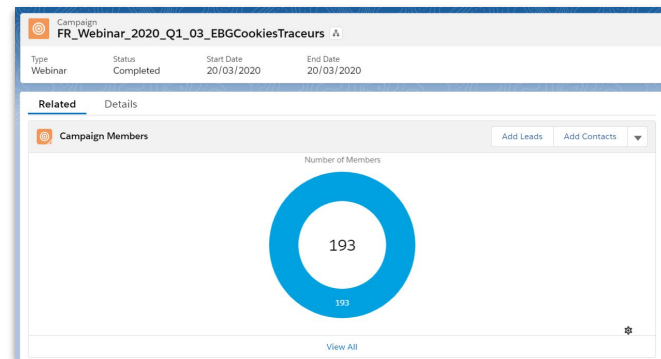 Campaign
FR_Webinar_2020_Q1_03_EBGCookiesTraceurs
Type Status Start Date End Date
Webinar Completed 20/03/2020 20/03/2020
Related Details
Campaign Members Add Leads Add Contacts
Number of Members
193
193
View All